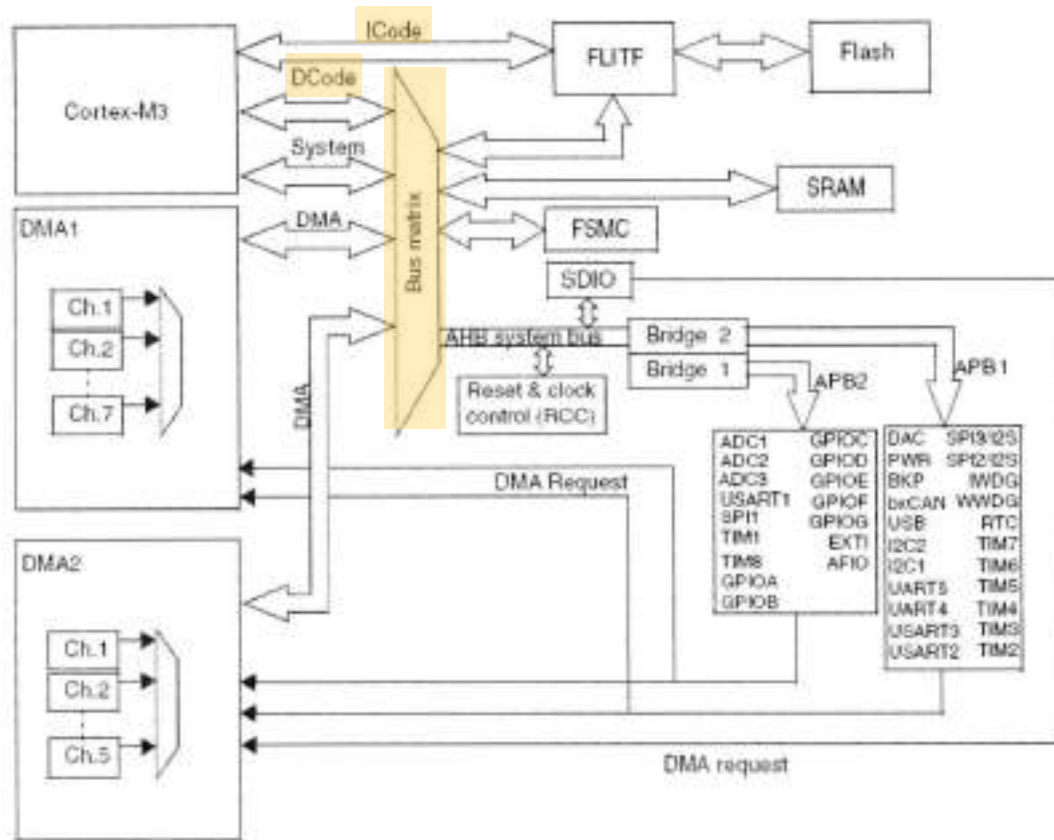 ICode
FLITF
Flash
DCode
Cortex-M3
System
SRAM
DMA1
DMA
FSMC
Bus matrix
SDIO
Ch.1
Ch.2
Ch.7
AHB system bus
Bridge 2
Bridge 1
APB2
APB1
Reset & clock
control (RCC)
DMA
DMA Request
ADC1 GPIOC
ADC2 GPIOD
ADC3 GPIOE
USART1 GPIOF
SPI1 GPIOG
TIM1 EXTI
TIM8 AFIO
GPIOA
GPIOB
DAC SPI3/I2S
PWR SPI2/I2S
BKP IWDG
bxCAN WWDG
USB RTC
I2C2 TIM7
I2C1 TIM6
UART5 TIM5
UART4 TIM4
USART3 TIM3
USART2 TIM2
DMA2
Ch.1
Ch.2
Ch.5
DMA request